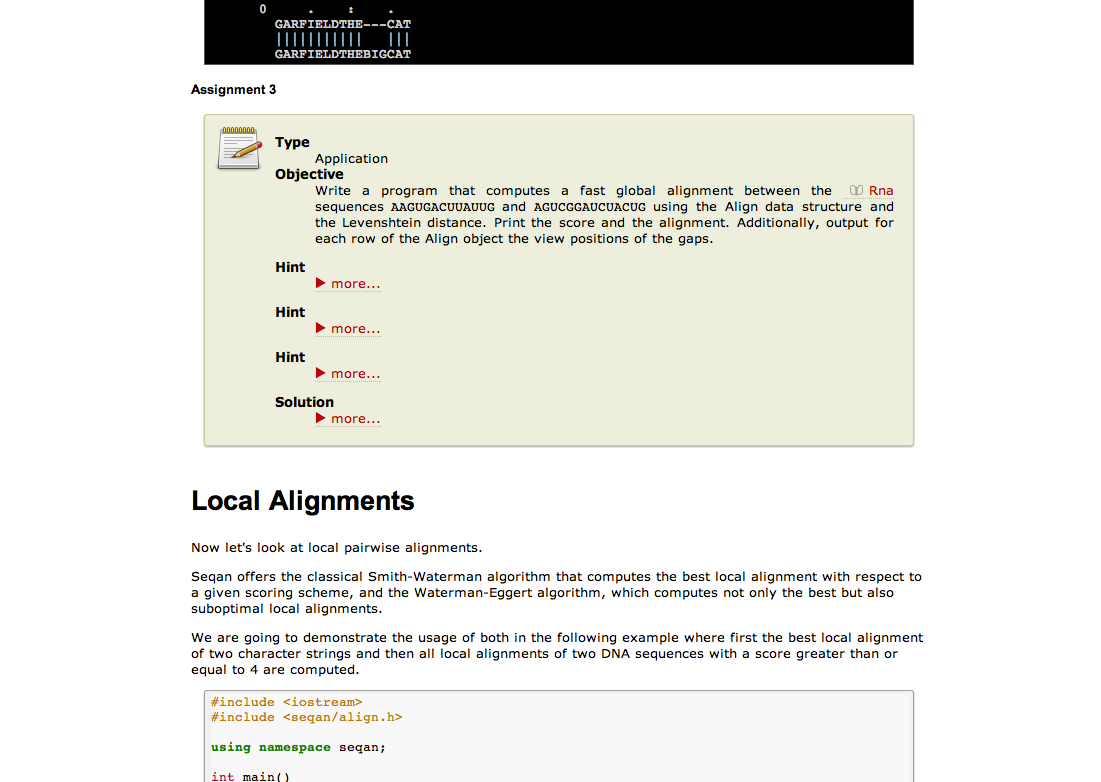 0     .    :    .
GARFIELDTHE---CAT
|||||||||||   |||
GARFIELDTHEBIGCAT
Assignment 3
Type
Application
Objective
Write a program that computes a fast global alignment between the Rna
sequences AAGUGACUUAUUG and AGUCGGAUCUACUG using the Align data structure and
the Levenshtein distance. Print the score and the alignment. Additionally, output for
each row of the Align object the view positions of the gaps.
Hint
▶ more...
Hint
▶ more...
Hint
▶ more...
Solution
▶ more...
Local Alignments
Now let's look at local pairwise alignments.
Seqan offers the classical Smith-Waterman algorithm that computes the best local alignment with respect to
a given scoring scheme, and the Waterman-Eggert algorithm, which computes not only the best but also
suboptimal local alignments.
We are going to demonstrate the usage of both in the following example where first the best local alignment
of two character strings and then all local alignments of two DNA sequences with a score greater than or
equal to 4 are computed.
#include <iostream>
#include <seqan/align.h>
using namespace seqan;
int main()